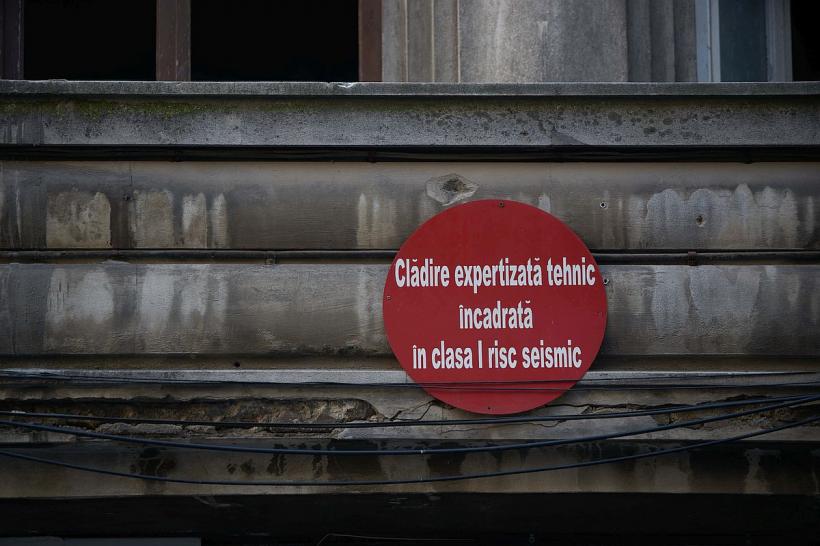 Clădire expertizată tehnic
încadrată
în clasa I risc seismic